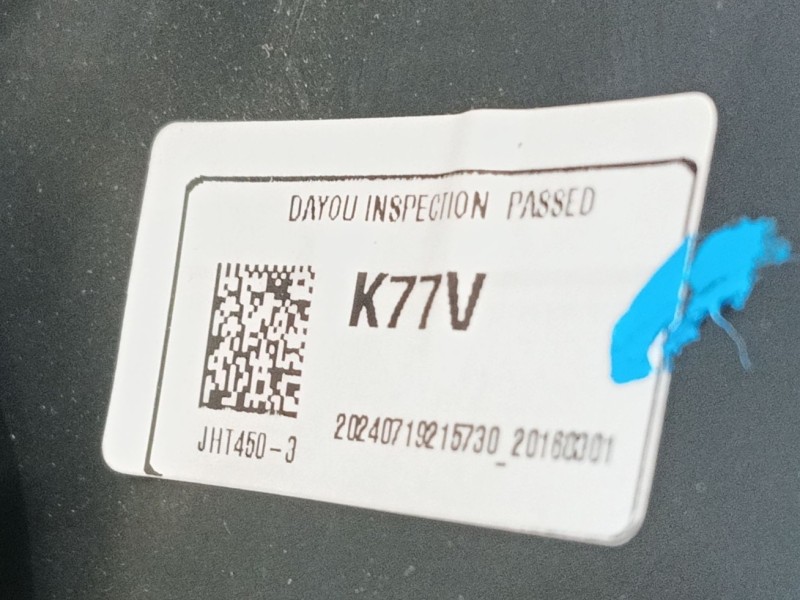 DAYOU INSPECTION PASSED
K77V
JHT450-3
20240719215730_20160301